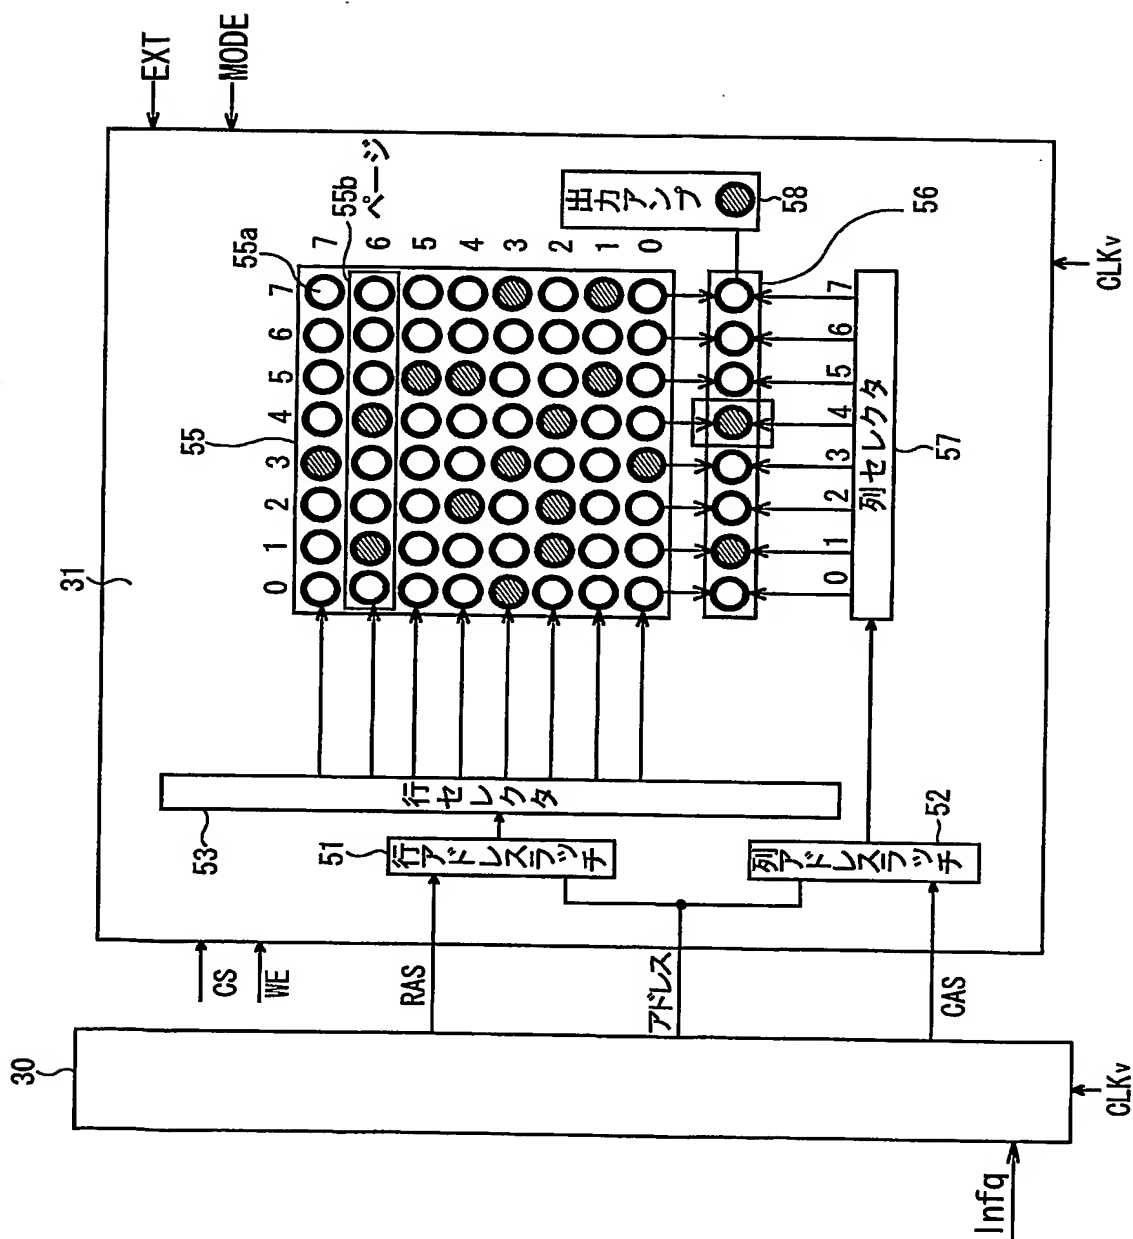 EXT
MODE
31
55
55a
55b
ページ
0 1 2 3 4 5 6 7
7
6
5
4
3
2
1
0
出力アンプ
58
56
0 1 2 3 4 5 6 7
列セレクタ
57
CLKv
53
行セレクタ
51
行アドレスラッチ
列アドレスラッチ
52
CS
WE
RAS
アドレス
CAS
30
CLKv
Infq